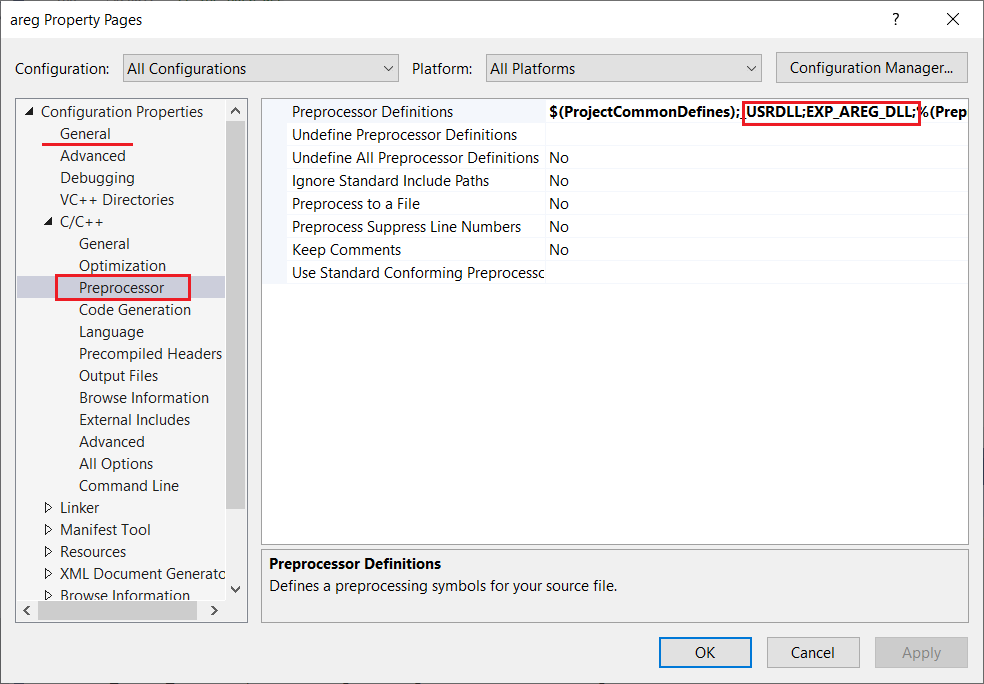 areg Property Pages
?
Configuration: All Configurations Platform: All Platforms Configuration Manager...
Configuration Properties
General
Advanced
Debugging
VC++ Directories
C/C++
General
Optimization
Preprocessor
Code Generation
Language
Precompiled Headers
Output Files
Browse Information
External Includes
Advanced
All Options
Command Line
Linker
Manifest Tool
Resources
XML Document Generato
Browse Information
Preprocessor Definitions $(ProjectCommonDefines);_USRDLL;EXP_AREG_DLL;%(Prep
Undefine Preprocessor Definitions
Undefine All Preprocessor Definitions No
Ignore Standard Include Paths No
Preprocess to a File No
Preprocess Suppress Line Numbers No
Keep Comments No
Use Standard Conforming Preprocessc
Preprocessor Definitions
Defines a preprocessing symbols for your source file.
OK Cancel Apply